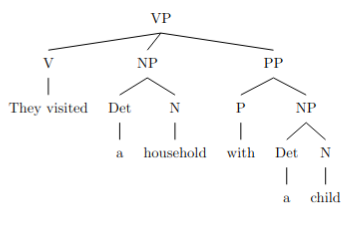 VP
V NP PP
They visited Det N P NP
a household with Det N
a child